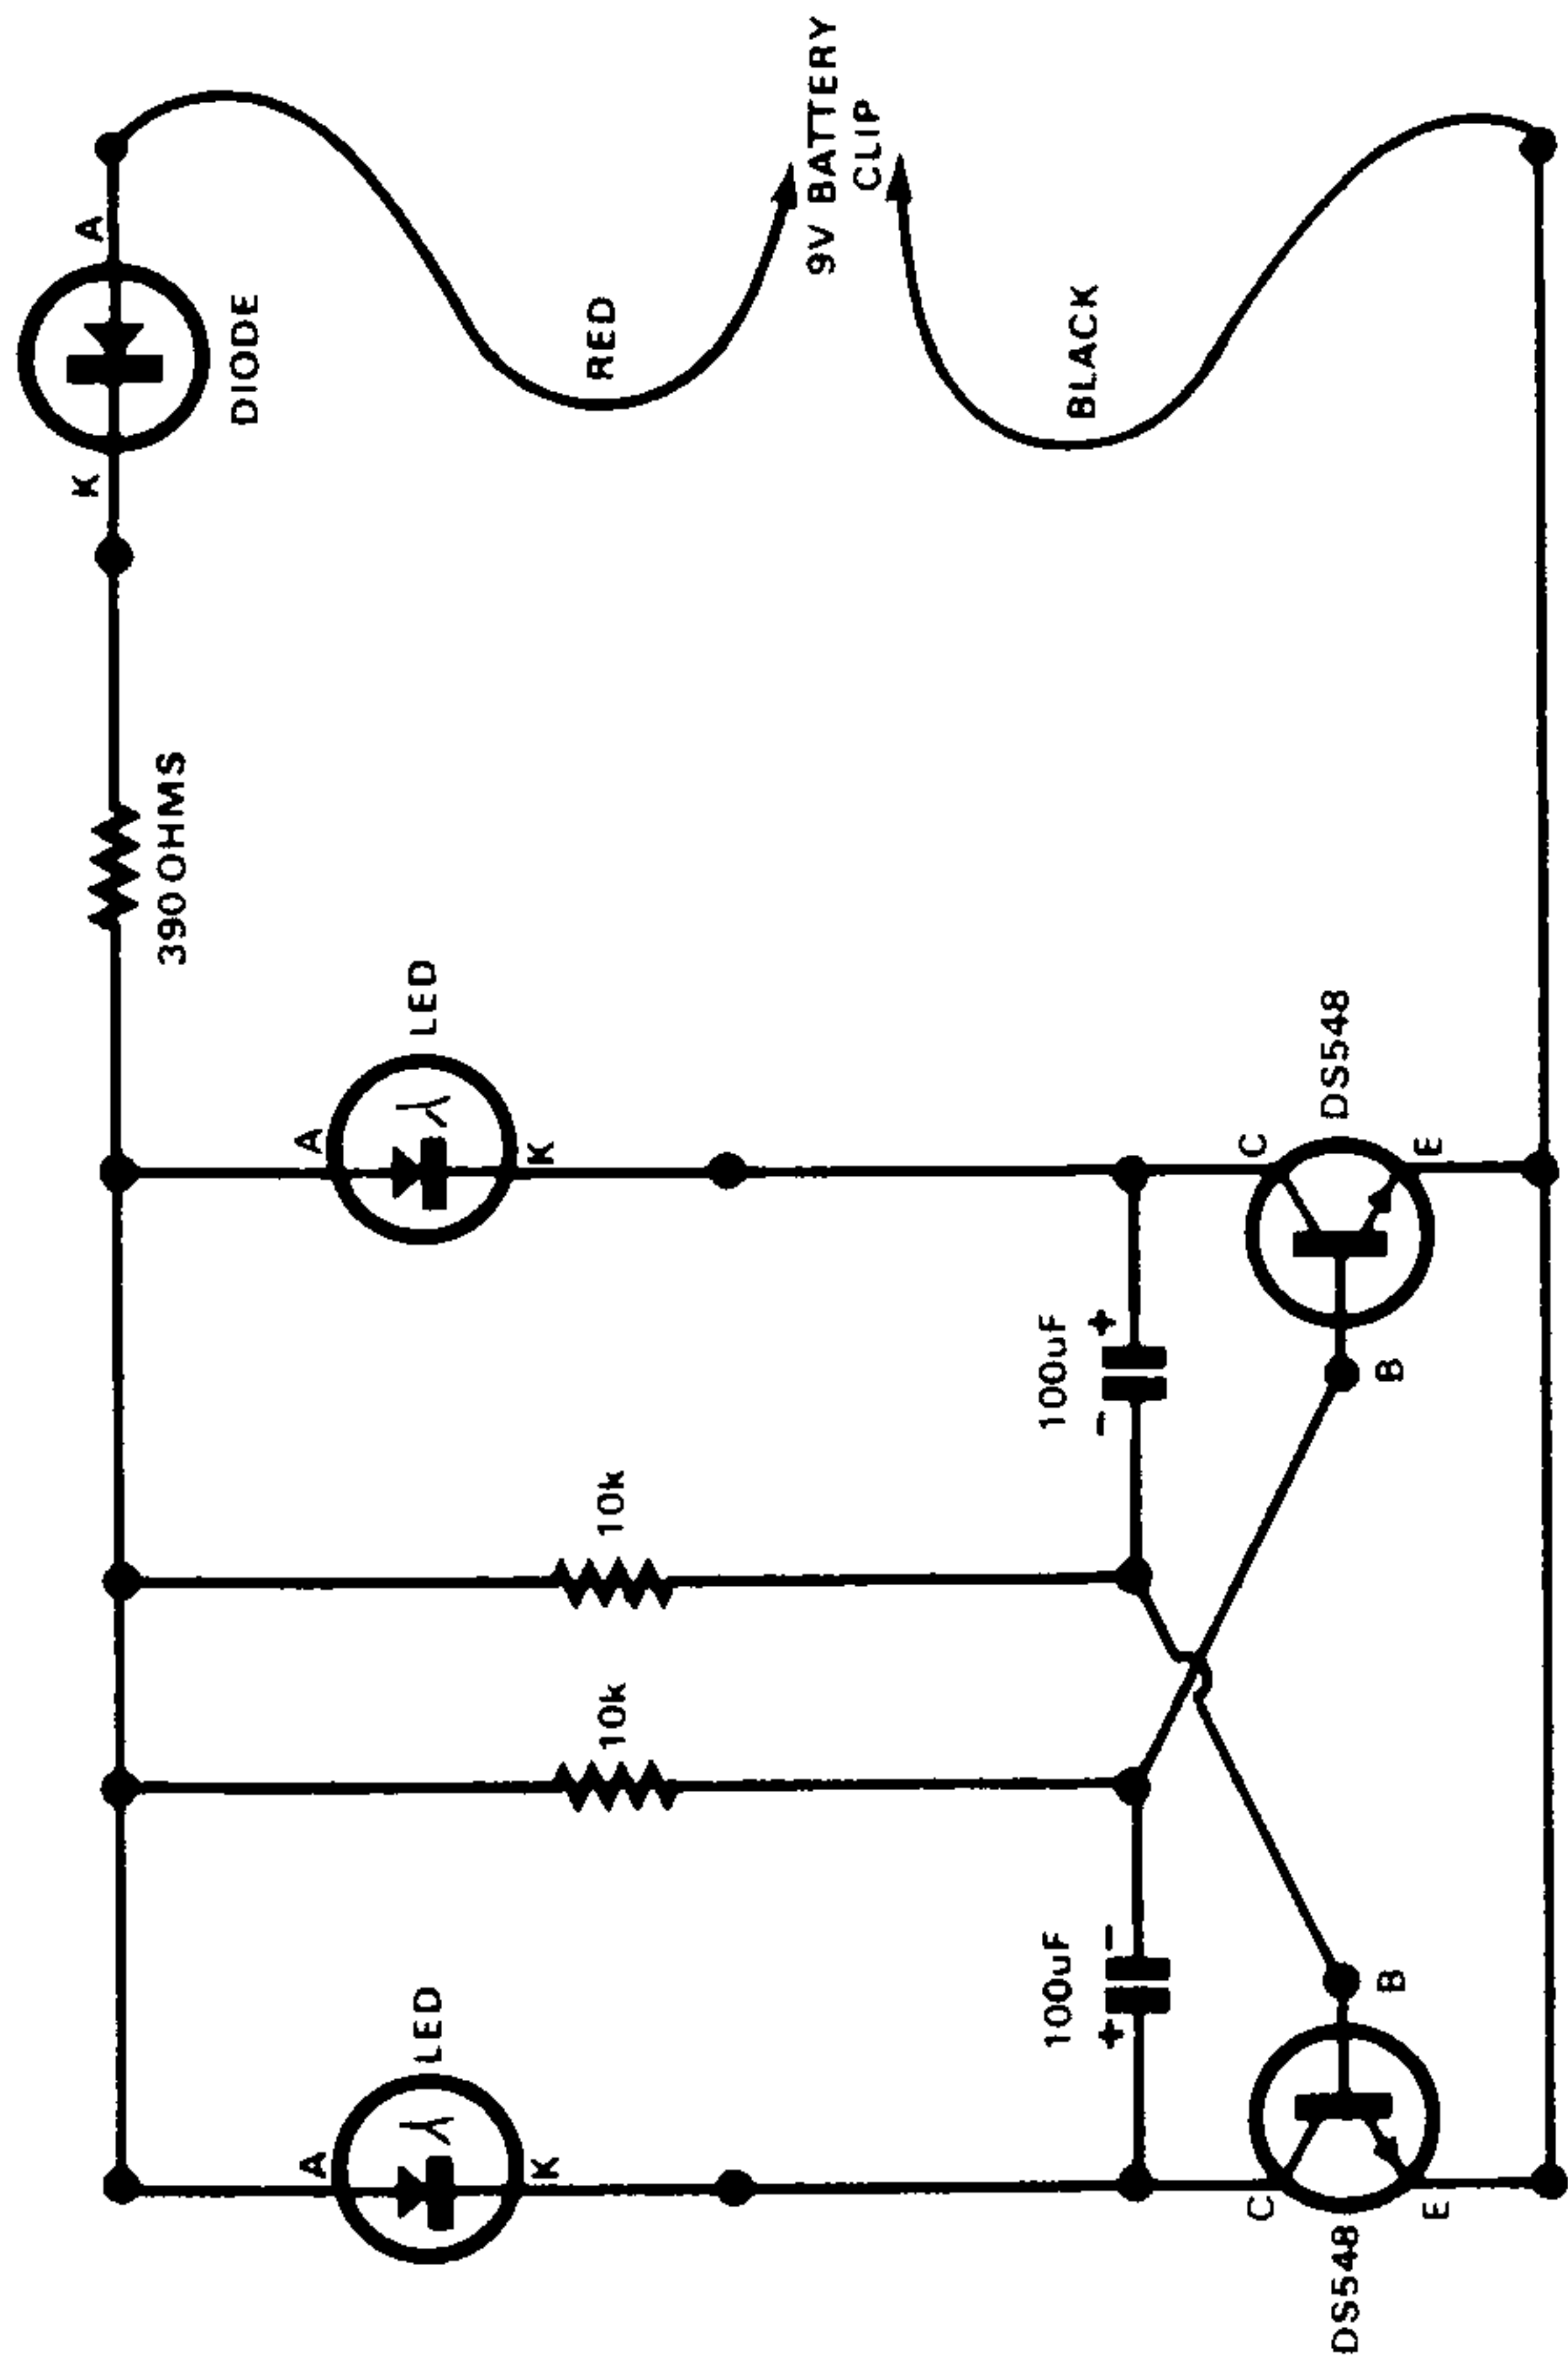 A
K
DIODE
RED
9V BATTERY
CLIP
BLACK
390 OHMS
LED
A
K
10k
10k
100uF
+
-
C
B
E
DS548
LED
A
K
100uF
-
+
B
C
E
DS548